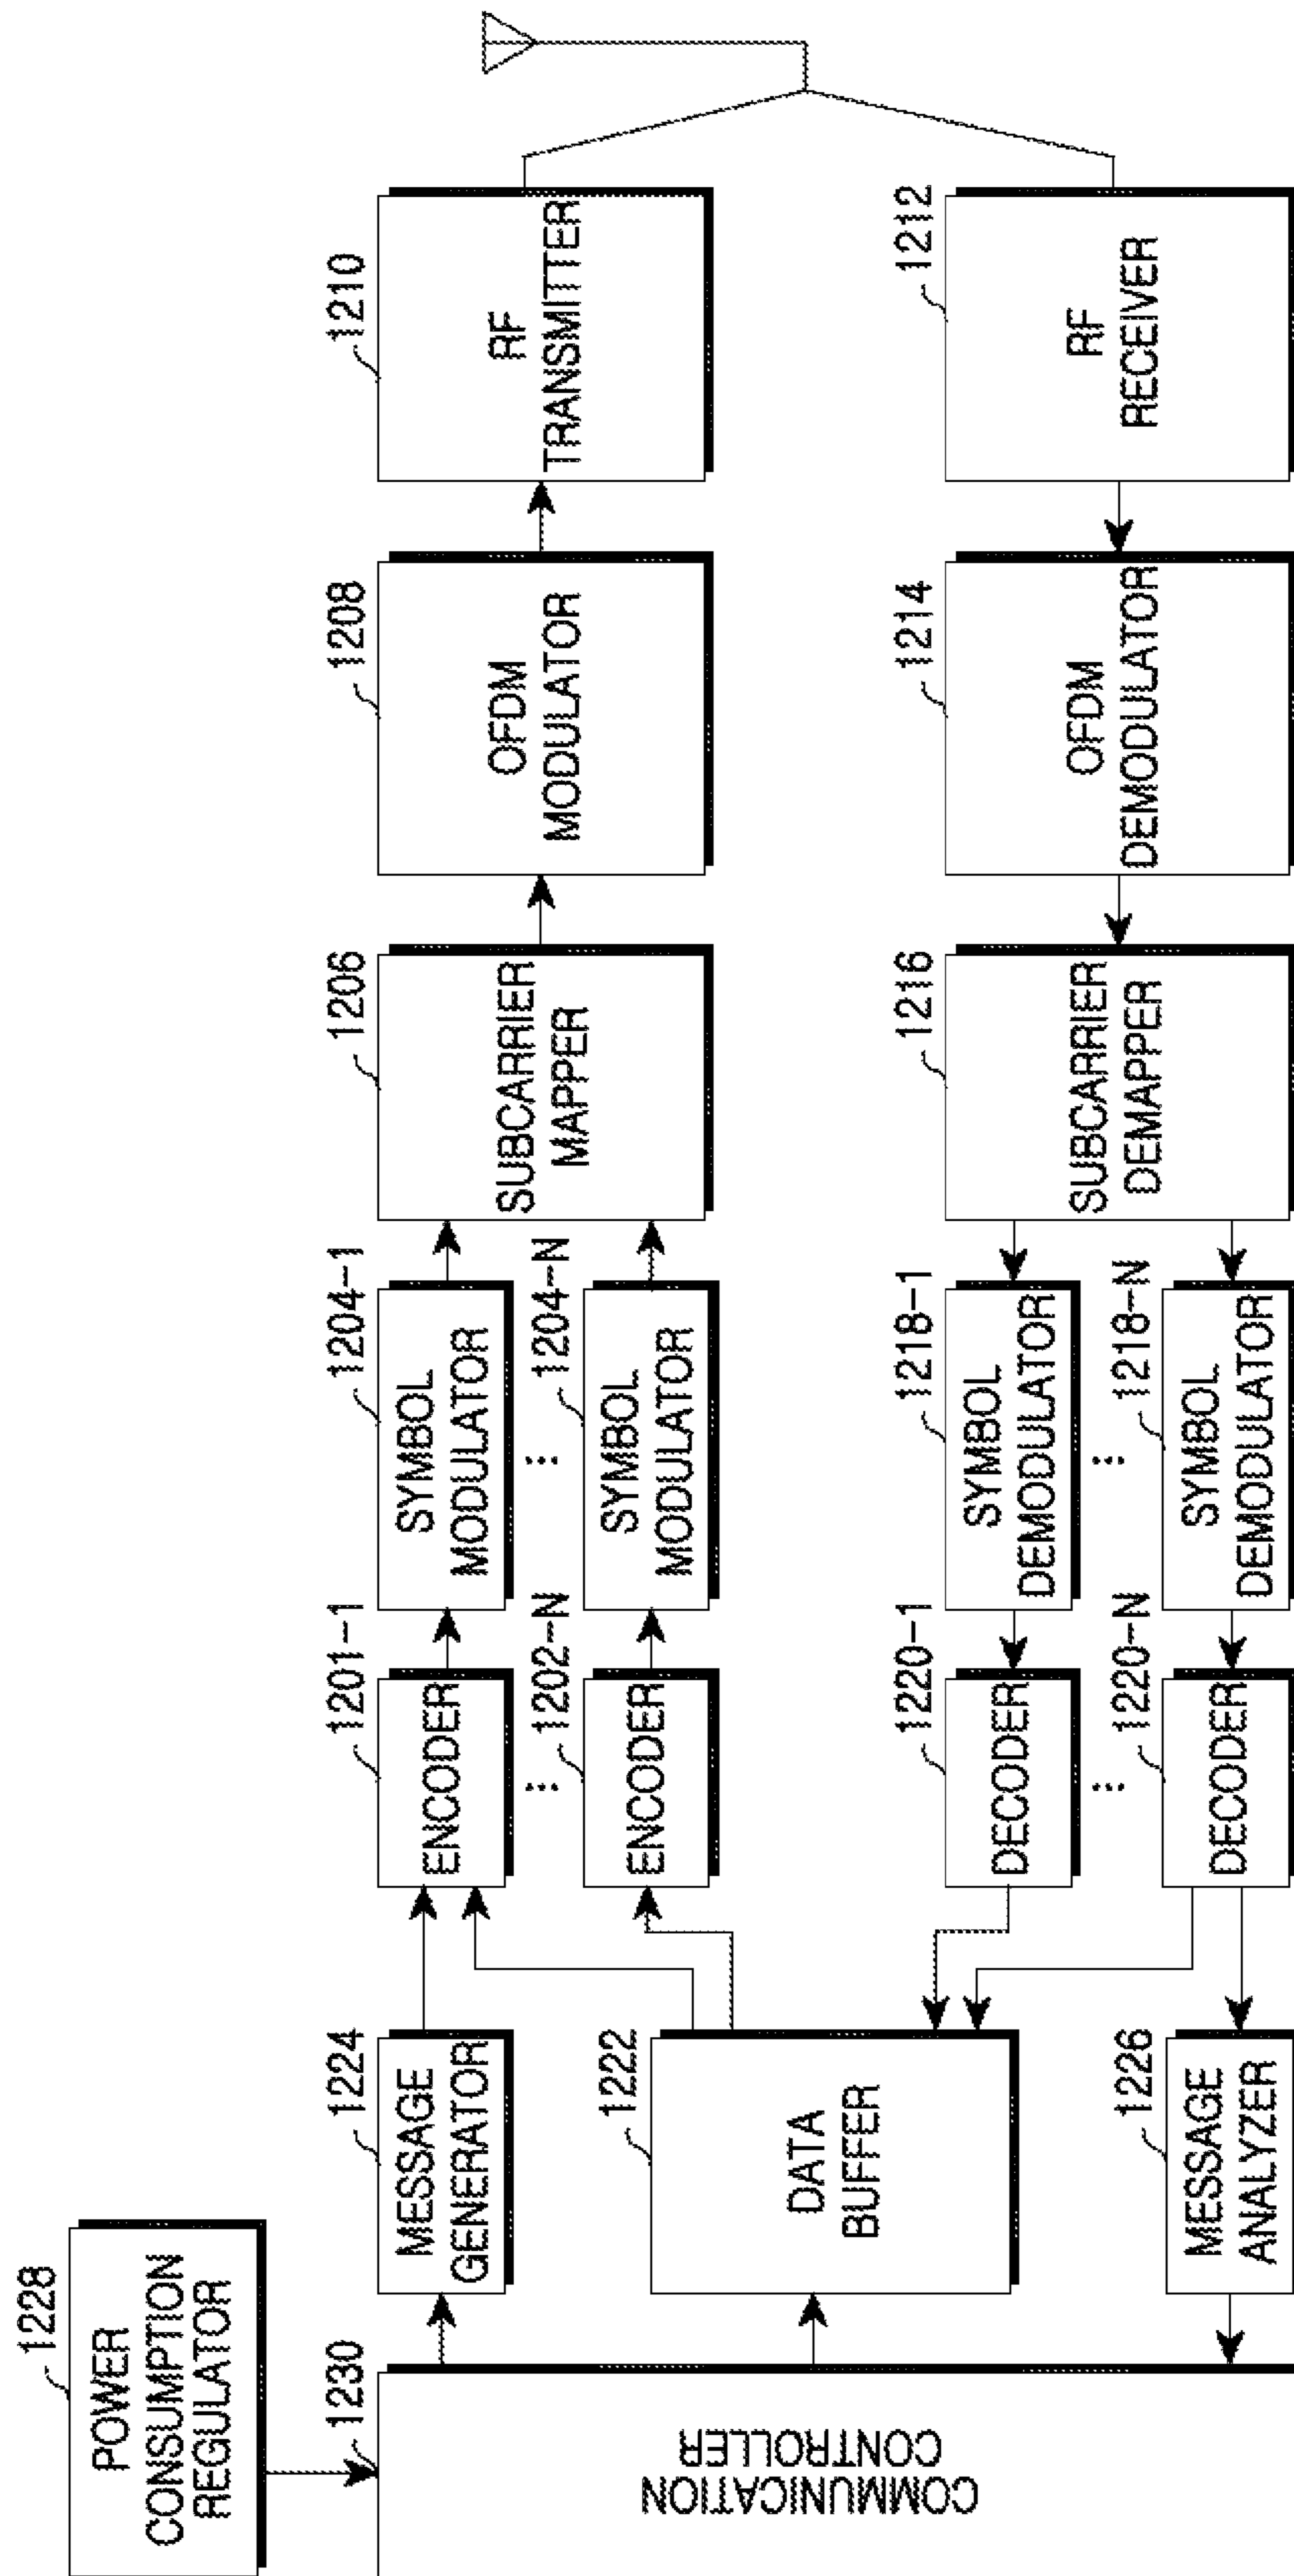 1228
POWER
CONSUMPTION
REGULATOR
1230
COMMUNICATION
CONTROLLER
1224
MESSAGE
GENERATOR
1222
DATA
BUFFER
1226
MESSAGE
ANALYZER
1201-1
ENCODER
⋮
1202-N
ENCODER
1204-1
SYMBOL
MODULATOR
⋮
1204-N
SYMBOL
MODULATOR
1206
SUBCARRIER
MAPPER
1208
OFDM
MODULATOR
1210
RF
TRANSMITTER
1220-1
DECODER
⋮
1220-N
DECODER
1218-1
SYMBOL
DEMODULATOR
⋮
1218-N
SYMBOL
DEMODULATOR
1216
SUBCARRIER
DEMAPPER
1214
OFDM
DEMODULATOR
1212
RF
RECEIVER